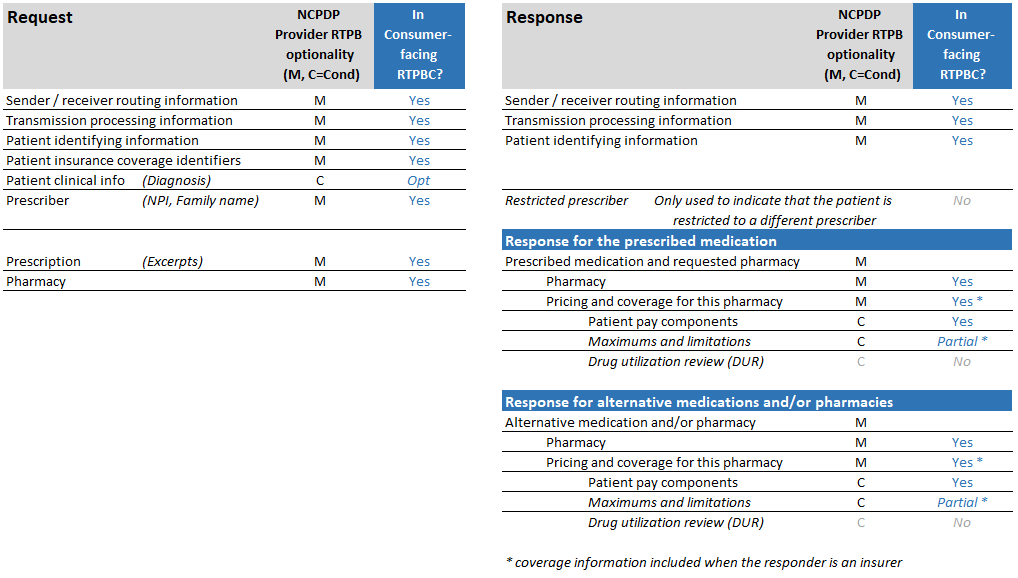 Request
NCPDP
Provider RTPB
optionality
(M, C=Cond)
In
Consumer-
facing
RTPBC?
Sender / receiver routing information M Yes
Transmission processing information M Yes
Patient identifying information M Yes
Patient insurance coverage identifiers M Yes
Patient clinical info (Diagnosis) C Opt
Prescriber (NPI, Family name) M Yes
Prescription (Excerpts) M Yes
Pharmacy M Yes
Response
NCPDP
Provider RTPB
optionality
(M, C=Cond)
In
Consumer-
facing
RTPBC?
Sender / receiver routing information M Yes
Transmission processing information M Yes
Patient identifying information M Yes
Restricted prescriber Only used to indicate that the patient is No
restricted to a different prescriber
Response for the prescribed medication
Prescribed medication and requested pharmacy M
Pharmacy M Yes
Pricing and coverage for this pharmacy M Yes *
Patient pay components C Yes
Maximums and limitations C Partial *
Drug utilization review (DUR) C No
Response for alternative medications and/or pharmacies
Alternative medication and/or pharmacy M
Pharmacy M Yes
Pricing and coverage for this pharmacy M Yes *
Patient pay components C Yes
Maximums and limitations C Partial *
Drug utilization review (DUR) C No
* coverage information included when the responder is an insurer